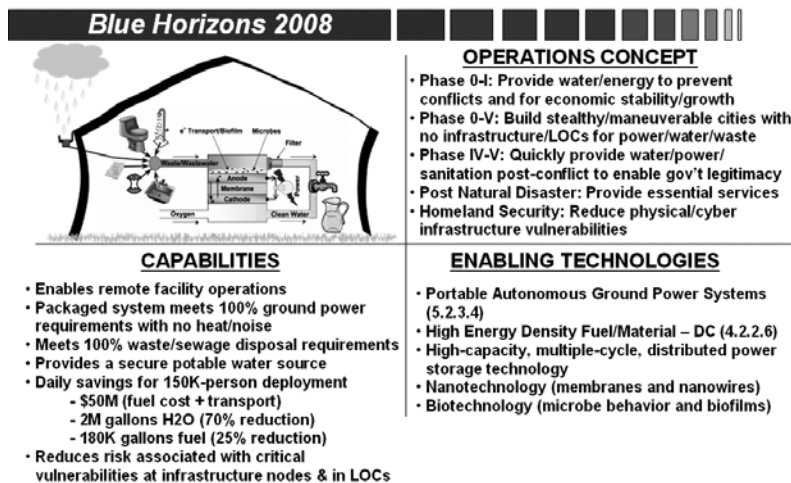 Blue Horizons 2008
e⁻ Transport/Biofilm
Microbes
Filter
Waste/Wastewater
Anode
Membrane
Cathode
Power
Oxygen
Clean Water
OPERATIONS CONCEPT
• Phase 0-I: Provide water/energy to prevent
conflicts and for economic stability/growth
• Phase 0-V: Build stealthy/maneuverable cities with
no infrastructure/LOCs for power/water/waste
• Phase IV-V: Quickly provide water/power/
sanitation post-conflict to enable gov't legitimacy
• Post Natural Disaster: Provide essential services
• Homeland Security: Reduce physical/cyber
infrastructure vulnerabilities
CAPABILITIES
• Enables remote facility operations
• Packaged system meets 100% ground power
requirements with no heat/noise
• Meets 100% waste/sewage disposal requirements
• Provides a secure potable water source
• Daily savings for 150K-person deployment
- $50M (fuel cost + transport)
- 2M gallons H2O (70% reduction)
- 180K gallons fuel (25% reduction)
• Reduces risk associated with critical
vulnerabilities at infrastructure nodes & in LOCs
ENABLING TECHNOLOGIES
• Portable Autonomous Ground Power Systems
(5.2.3.4)
• High Energy Density Fuel/Material – DC (4.2.2.6)
• High-capacity, multiple-cycle, distributed power
storage technology
• Nanotechnology (membranes and nanowires)
• Biotechnology (microbe behavior and biofilms)